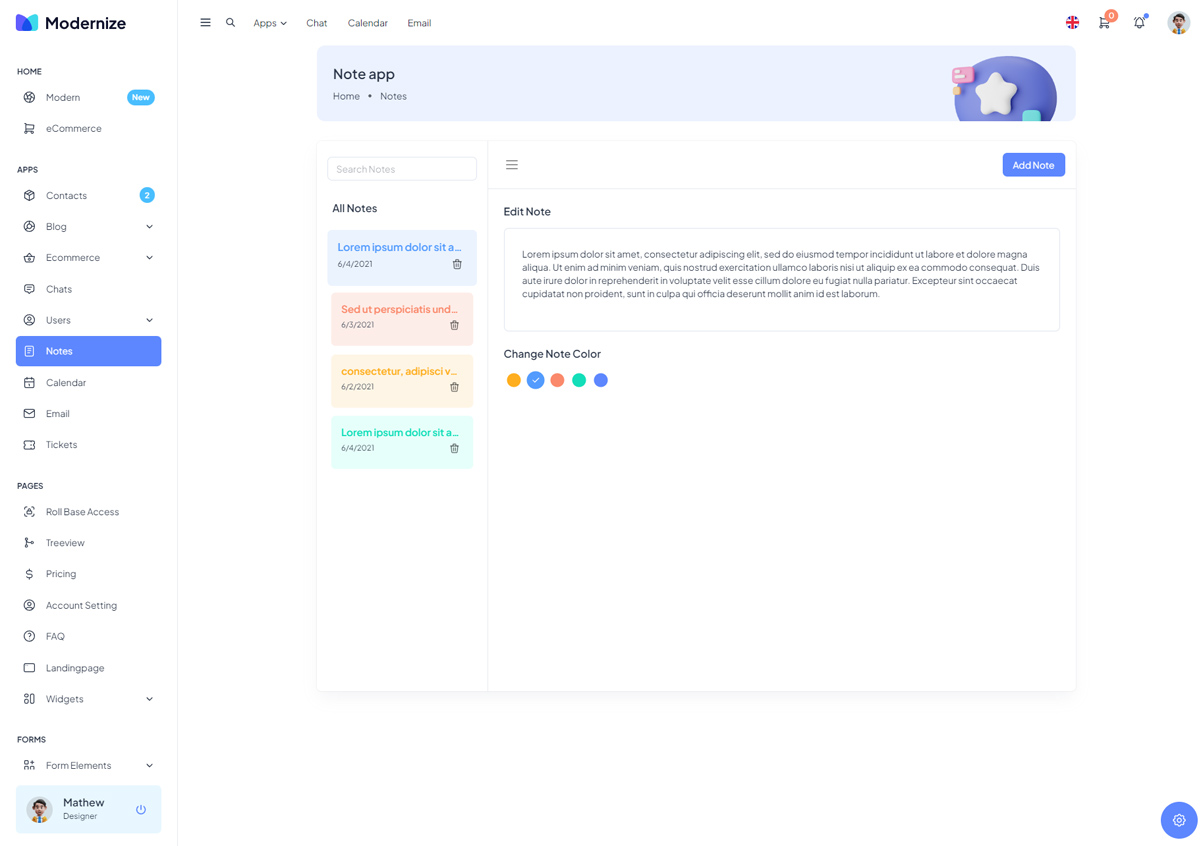 Modernize
Apps
Chat
Calendar
Email
0
HOME
Modern
New
eCommerce
APPS
Contacts
2
Blog
Ecommerce
Chats
Users
Notes
Calendar
Email
Tickets
PAGES
Roll Base Access
Treeview
Pricing
Account Setting
FAQ
Landingpage
Widgets
FORMS
Form Elements
Mathew
Designer
Note app
Home • Notes
Search Notes
All Notes
Lorem ipsum dolor sit a...
6/4/2021
Sed ut perspiciatis und...
6/3/2021
consectetur, adipisci v...
6/2/2021
Lorem ipsum dolor sit a...
6/4/2021
Add Note
Edit Note
Lorem ipsum dolor sit amet, consectetur adipiscing elit, sed do eiusmod tempor incididunt ut labore et dolore magna
aliqua. Ut enim ad minim veniam, quis nostrud exercitation ullamco laboris nisi ut aliquip ex ea commodo consequat. Duis
aute irure dolor in reprehenderit in voluptate velit esse cillum dolore eu fugiat nulla pariatur. Excepteur sint occaecat
cupidatat non proident, sunt in culpa qui officia deserunt mollit anim id est laborum.
Change Note Color